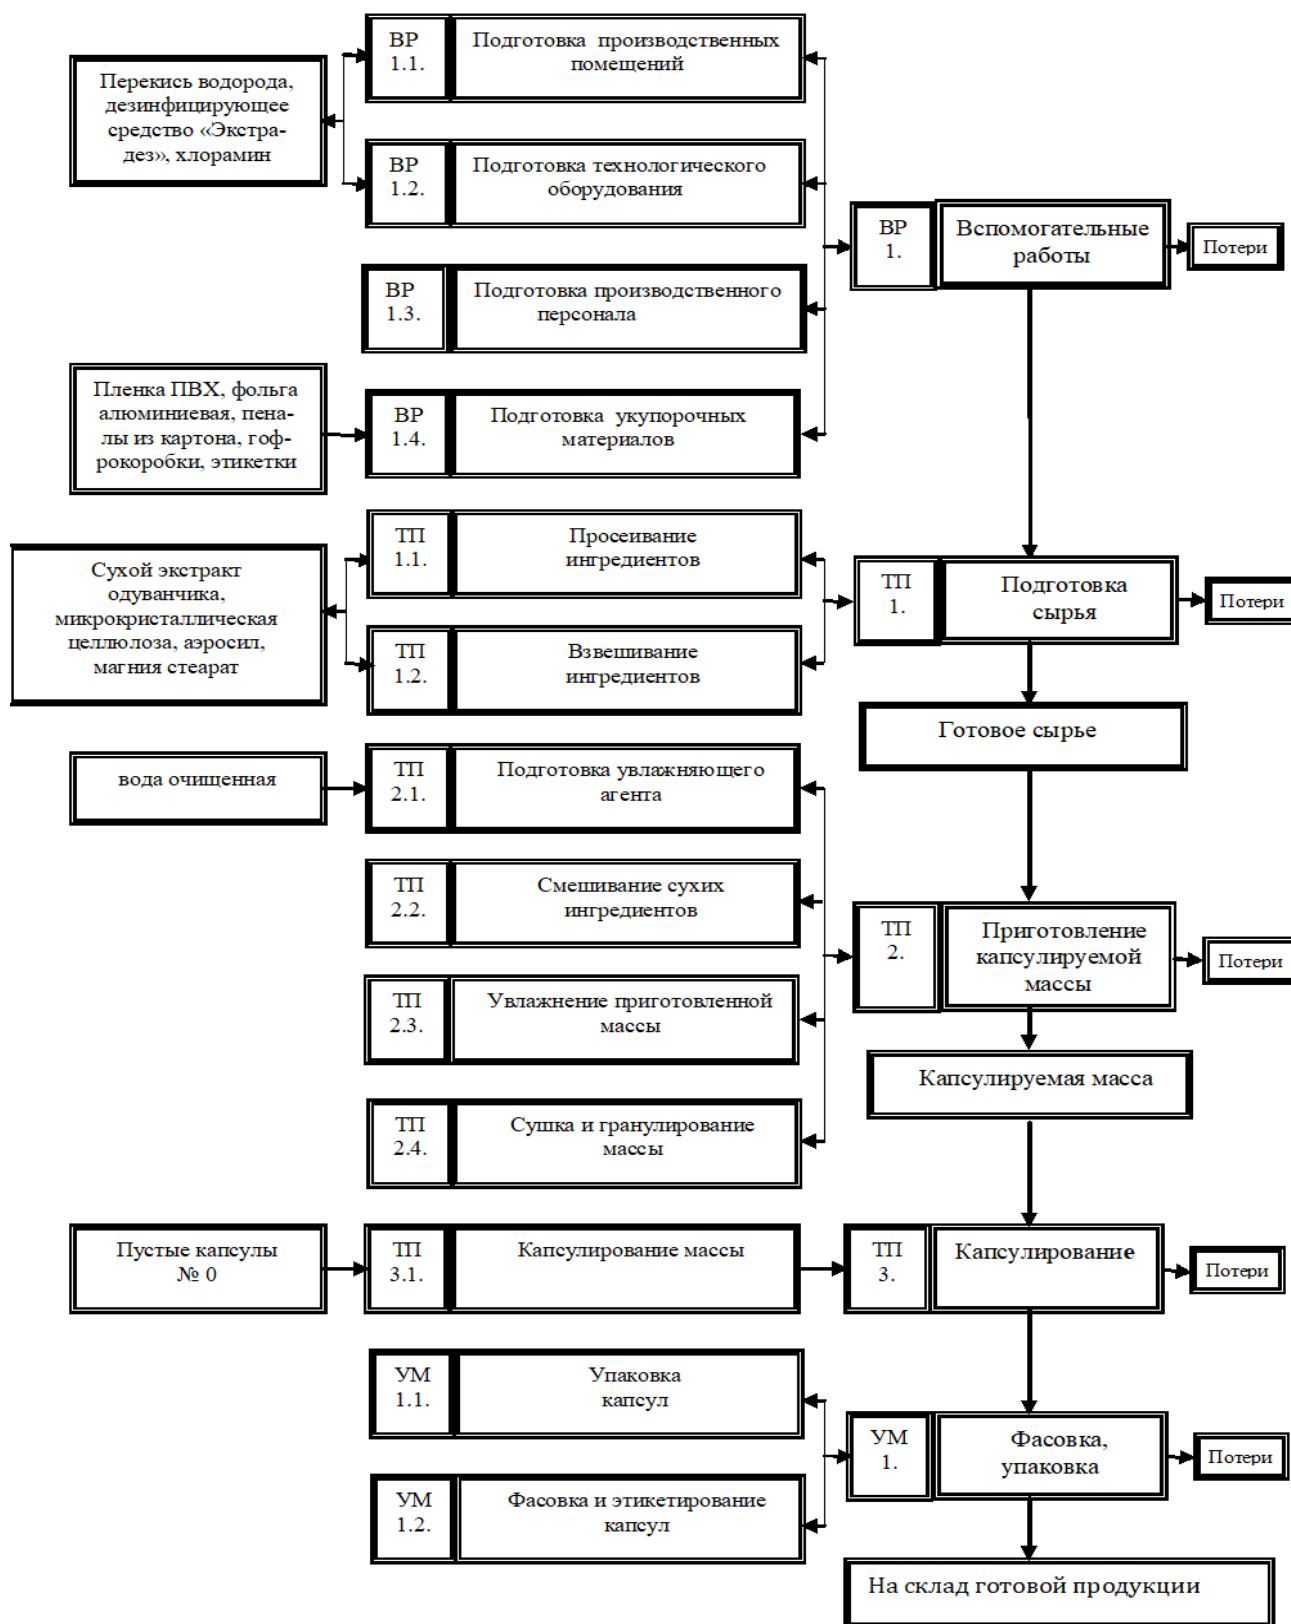 ВР
1.1.
Подготовка производственных
помещений
Перекись водорода,
дезинфицирующее
средство «Экстра-
дез», хлорамин
ВР
1.2.
Подготовка технологического
оборудования
ВР
1.
Вспомогательные
работы
Потери
ВР
1.3.
Подготовка производственного
персонала
Пленка ПВХ, фольга
алюминиевая, пена-
лы из картона, гоф-
рокоробки, этикетки
ВР
1.4.
Подготовка укупорочных
материалов
ТП
1.1.
Просеивание
ингредиентов
Сухой экстракт
одуванчика,
микрокристаллическая
целлюлоза, аэросил,
магния стеарат
ТП
1.
Подготовка
сырья
Потери
ТП
1.2.
Взвешивание
ингредиентов
Готовое сырье
вода очищенная
ТП
2.1.
Подготовка увлажняющего
агента
ТП
2.2.
Смешивание сухих
ингредиентов
ТП
2.
Приготовление
капсулируемой
массы
Потери
ТП
2.3.
Увлажнение приготовленной
массы
Капсулируемая масса
ТП
2.4.
Сушка и гранулирование
массы
Пустые капсулы
№ 0
ТП
3.1.
Капсулирование массы
ТП
3.
Капсулирование
Потери
УМ
1.1.
Упаковка
капсул
УМ
1.
Фасовка,
упаковка
Потери
УМ
1.2.
Фасовка и этикетирование
капсул
На склад готовой продукции